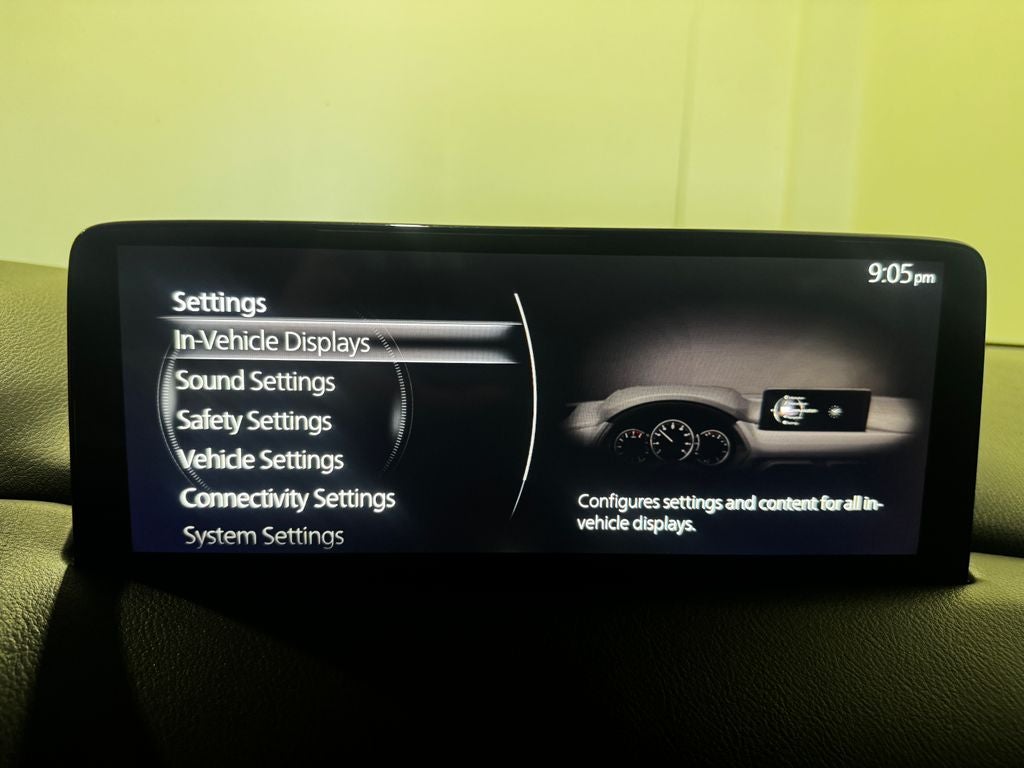 9:05pm
Settings
In-Vehicle Displays
Sound Settings
Safety Settings
Vehicle Settings
Connectivity Settings
System Settings
Configures settings and content for all in-
vehicle displays.